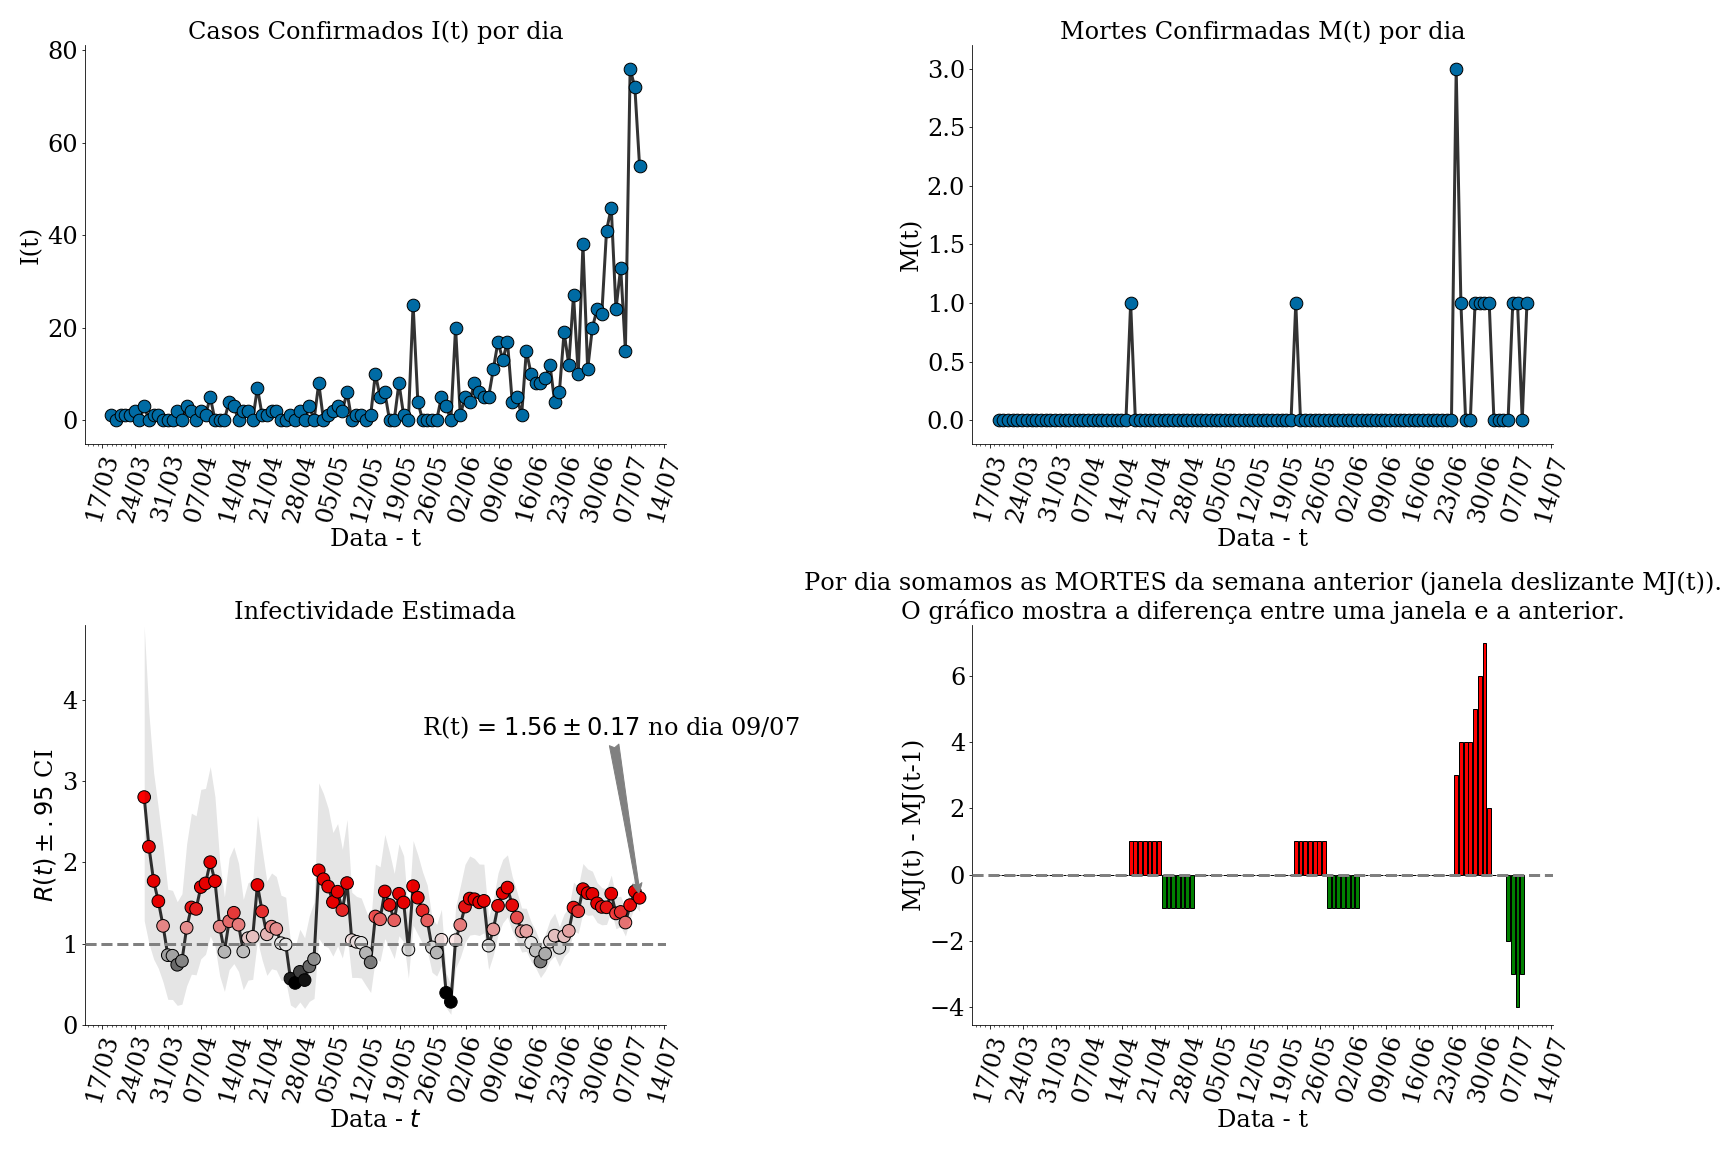 Casos Confirmados I(t) por dia
80
60
40
20
0
I(t)
17/03 24/03 31/03 07/04 14/04 21/04 28/04 05/05 12/05 19/05 26/05 02/06 09/06 16/06 23/06 30/06 07/07 14/07
Data - t
Mortes Confirmadas M(t) por dia
3.0
2.5
2.0
1.5
1.0
0.5
0.0
M(t)
17/03 24/03 31/03 07/04 14/04 21/04 28/04 05/05 12/05 19/05 26/05 02/06 09/06 16/06 23/06 30/06 07/07 14/07
Data - t
Infectividade Estimada
4
3
2
1
0
R(t) ± .95 CI
R(t) = 1.56 ± 0.17 no dia 09/07
17/03 24/03 31/03 07/04 14/04 21/04 28/04 05/05 12/05 19/05 26/05 02/06 09/06 16/06 23/06 30/06 07/07 14/07
Data - t
Por dia somamos as MORTES da semana anterior (janela deslizante MJ(t)).
O gráfico mostra a diferença entre uma janela e a anterior.
6
4
2
0
−2
−4
MJ(t) - MJ(t-1)
17/03 24/03 31/03 07/04 14/04 21/04 28/04 05/05 12/05 19/05 26/05 02/06 09/06 16/06 23/06 30/06 07/07 14/07
Data - t